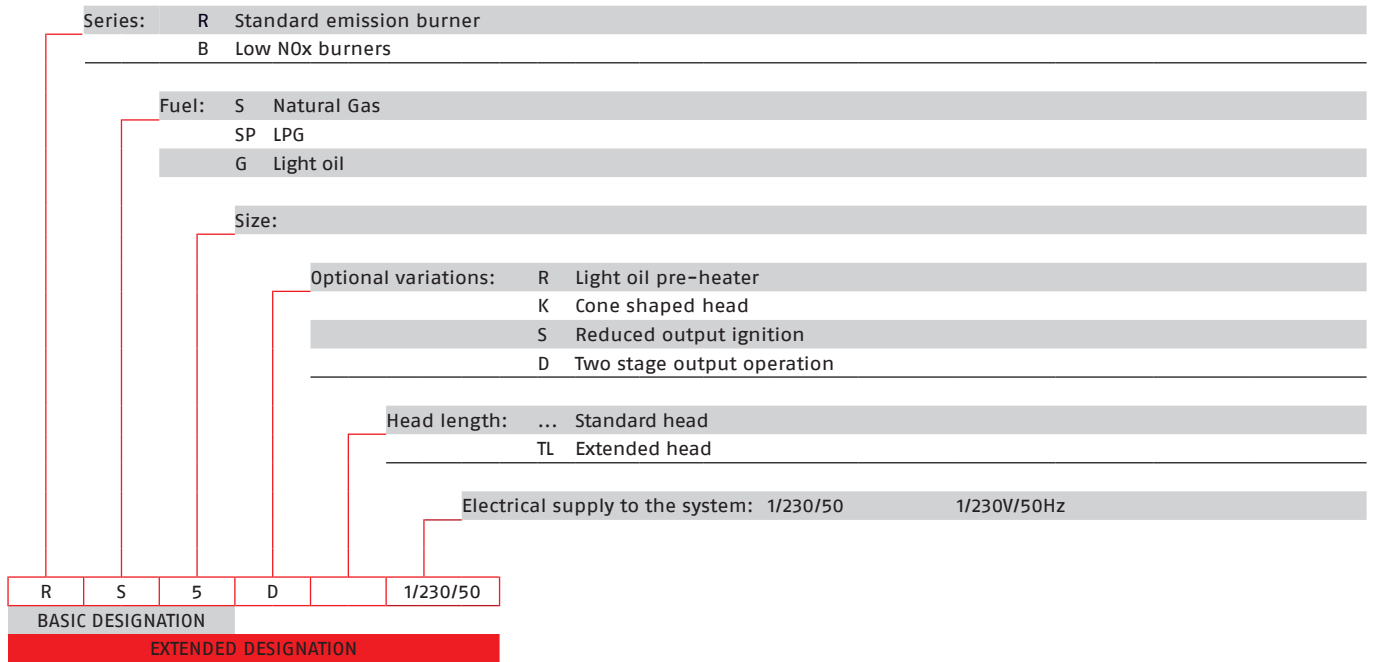 Series: R Standard emission burner
B Low NOx burners
Fuel: S Natural Gas
SP LPG
G Light oil
Size:
Optional variations: R Light oil pre-heater
K Cone shaped head
S Reduced output ignition
D Two stage output operation
Head length: ... Standard head
TL Extended head
Electrical supply to the system: 1/230/50 1/230V/50Hz
R S 5 D 1/230/50
BASIC DESIGNATION
EXTENDED DESIGNATION